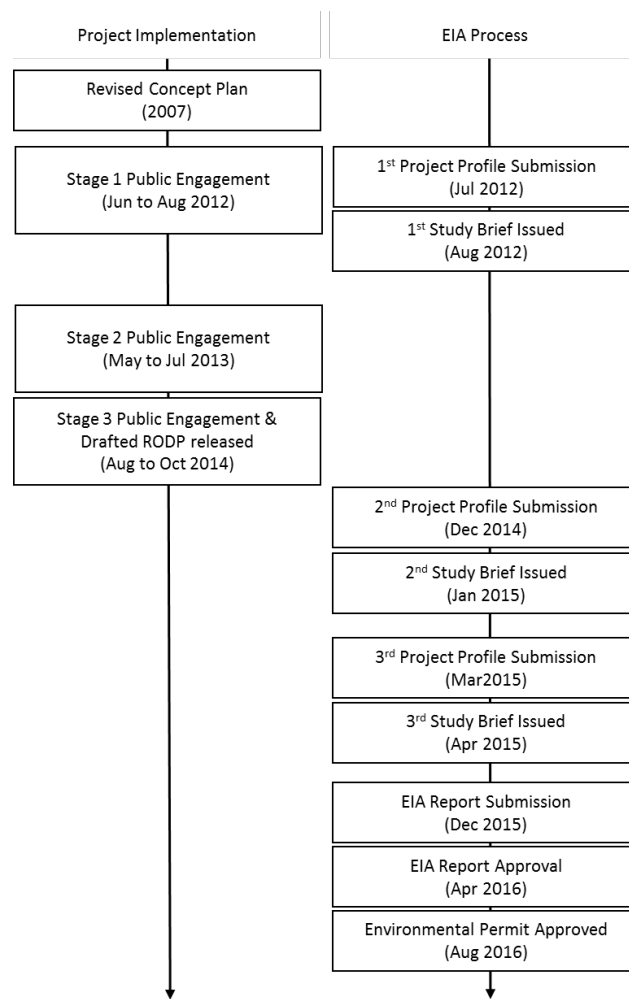 Project Implementation
EIA Process
Revised Concept Plan
(2007)
Stage 1 Public Engagement
(Jun to Aug 2012)
1st Project Profile Submission
(Jul 2012)
1st Study Brief Issued
(Aug 2012)
Stage 2 Public Engagement
(May to Jul 2013)
Stage 3 Public Engagement &
Drafted RODP released
(Aug to Oct 2014)
2nd Project Profile Submission
(Dec 2014)
2nd Study Brief Issued
(Jan 2015)
3rd Project Profile Submission
(Mar2015)
3rd Study Brief Issued
(Apr 2015)
EIA Report Submission
(Dec 2015)
EIA Report Approval
(Apr 2016)
Environmental Permit Approved
(Aug 2016)